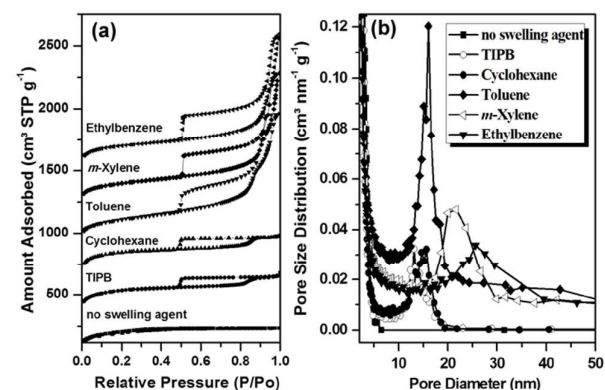 (a)
2500
2000
1500
1000
500
Amount Adsorbed (cm³ STP g⁻¹)
Ethylbenzene
m-Xylene
Toluene
Cyclohexane
TIPB
no swelling agent
0.0 0.2 0.4 0.6 0.8 1.0
Relative Pressure (P/Po)
(b)
0.12
0.10
0.08
0.06
0.04
0.02
0.00
Pore Size Distribution (cm³ nm⁻¹ g⁻¹)
no swelling agent
TIPB
Cyclohexane
Toluene
m-Xylene
Ethylbenzene
10 20 30 40 50
Pore Diameter (nm)